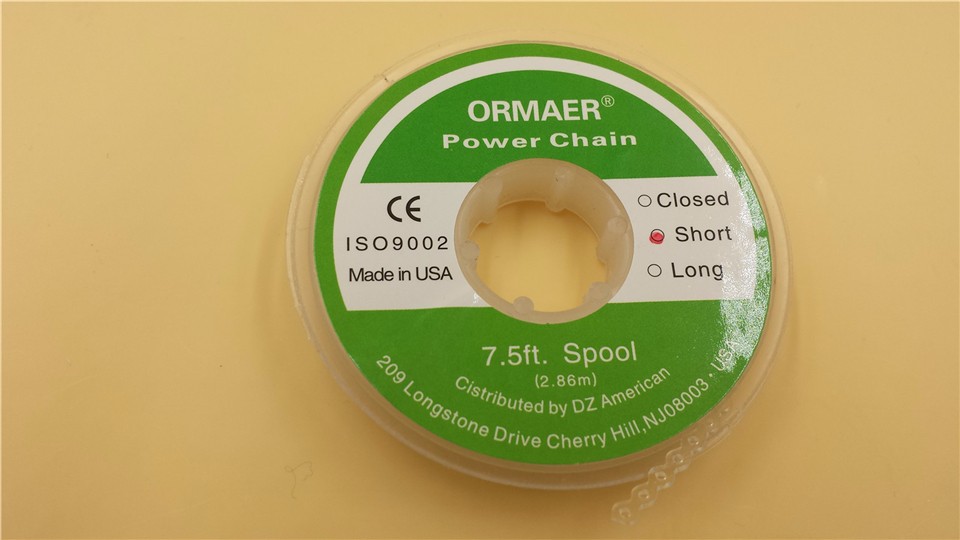 ORMAER®
Power Chain
CE
ISO9002
Made in USA
Closed
Short
Long
7.5ft. Spool
(2.86m)
Cistributed by DZ American
209 Longstone Drive Cherry Hill,NJ08003 · USA